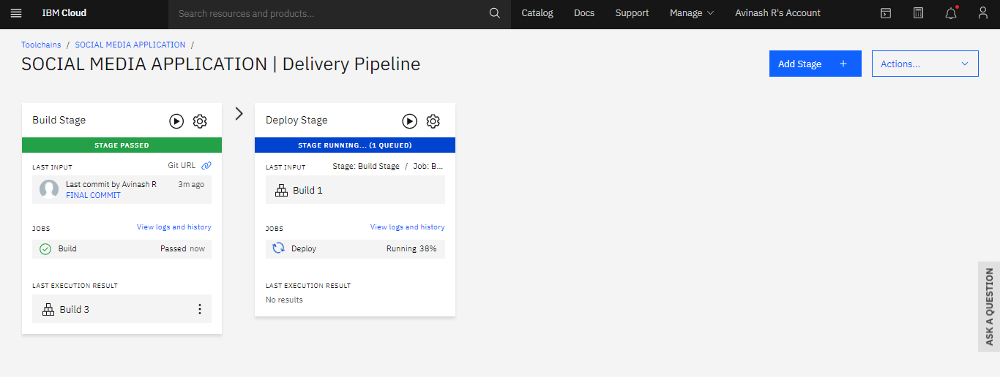 IBM Cloud
Search resources and products...
Catalog
Docs
Support
Manage
Avinash R's Account
Toolchains / SOCIAL MEDIA APPLICATION /
SOCIAL MEDIA APPLICATION | Delivery Pipeline
Add Stage +
Actions...
Build Stage
STAGE PASSED
LAST INPUT
Git URL
Last commit by Avinash R
3m ago
FINAL COMMIT
JOBS
View logs and history
Build
Passed now
LAST EXECUTION RESULT
Build 3
Deploy Stage
STAGE RUNNING... (1 QUEUED)
LAST INPUT
Stage: Build Stage / Job: B...
Build 1
JOBS
View logs and history
Deploy
Running 38%
LAST EXECUTION RESULT
No results
ASK A QUESTION